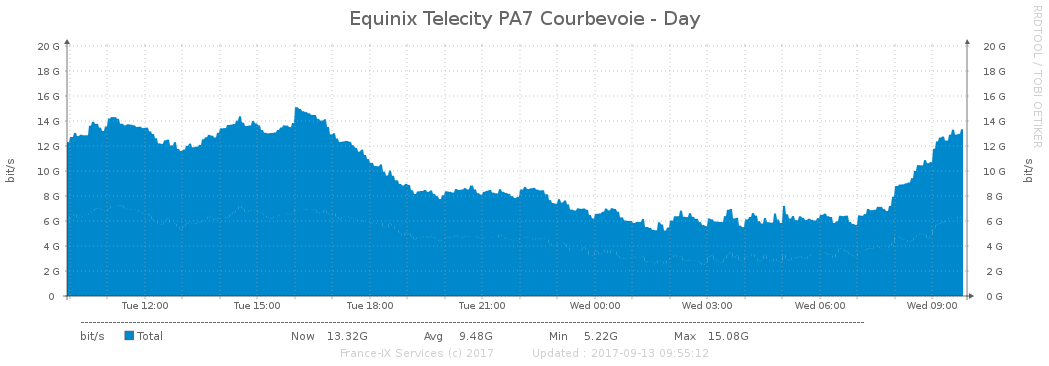 Equinix Telecity PA7 Courbevoie - Day
RRDTOOL / TOBI OETIKER
20 G 20 G
18 G 18 G
16 G 16 G
14 G 14 G
12 G 12 G
10 G 10 G
8 G 8 G
6 G 6 G
4 G 4 G
2 G 2 G
0 0 G
bit/s bit/s
Tue 12:00 Tue 15:00 Tue 18:00 Tue 21:00 Wed 00:00 Wed 03:00 Wed 06:00 Wed 09:00
bit/s Total Now 13.32G Avg 9.48G Min 5.22G Max 15.08G
France-IX Services (c) 2017 Updated : 2017-09-13 09:55:12